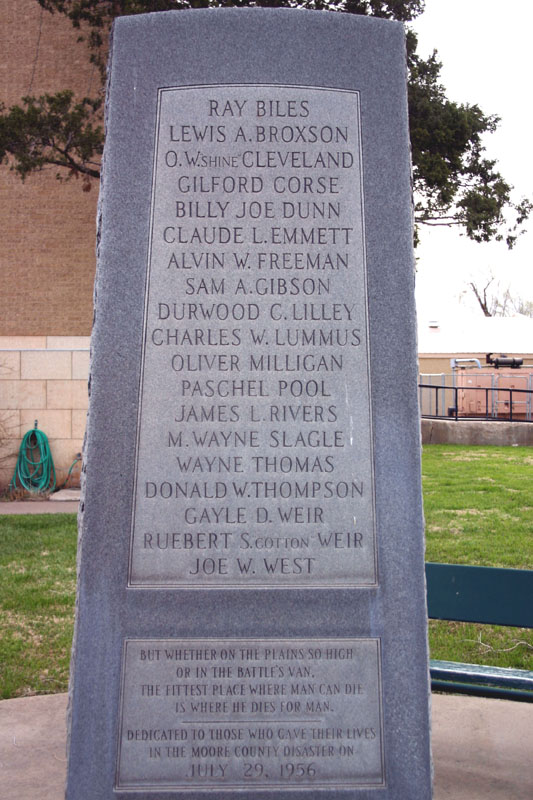 RAY BILES
LEWIS A. BROXSON
O. W. SHINE CLEVELAND
GILFORD CORSE
BILLY JOE DUNN
CLAUDE L. EMMETT
ALVIN W. FREEMAN
SAM A. GIBSON
DURWOOD C. LILLEY
CHARLES W. LUMMUS
OLIVER MILLIGAN
PASCHEL POOL
JAMES L. RIVERS
M. WAYNE SLAGLE
WAYNE THOMAS
DONALD W. THOMPSON
GAYLE D. WEIR
RUEBERT S. COTTON WEIR
JOE W. WEST
BUT WHETHER ON THE PLAINS SO HIGH
OR IN THE BATTLE'S VAN,
THE FITTEST PLACE WHERE MAN CAN DIE
IS WHERE HE DIES FOR MAN.
DEDICATED TO THOSE WHO GAVE THEIR LIVES
IN THE MOORE COUNTY DISASTER ON
JULY 29, 1956